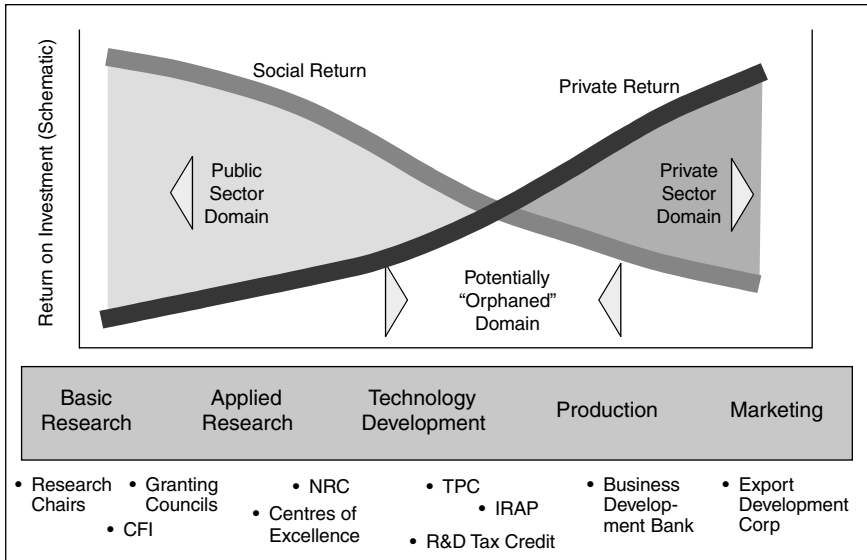 Return on Investment (Schematic)
Social Return
Private Return
Public
Sector
Domain
Private
Sector
Domain
Potentially
“Orphaned”
Domain
Basic
Research
Applied
Research
Technology
Development
Production
Marketing
• Research
Chairs
• Granting
Councils
• CFI
• NRC
• Centres of
Excellence
• TPC
• IRAP
• R&D Tax Credit
• Business
Develop-
ment Bank
• Export
Development
Corp